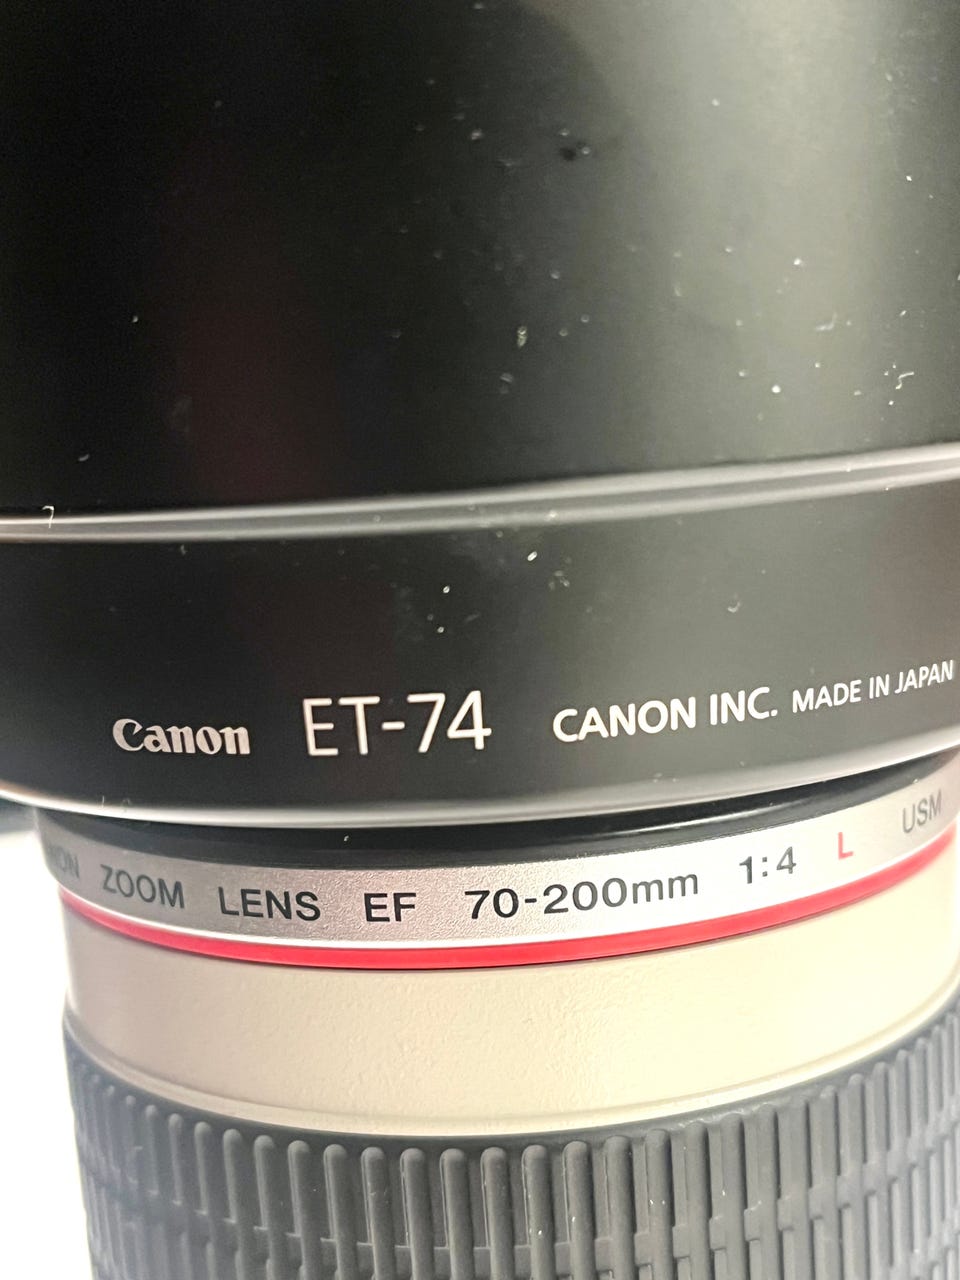 Canon ET-74 CANON INC. MADE IN JAPAN
ZOOM LENS EF 70-200mm 1:4 L USM